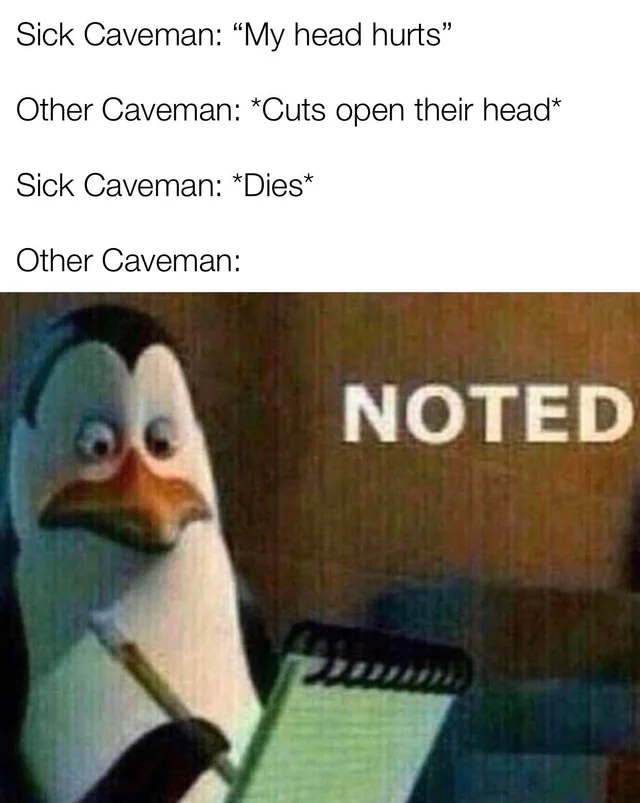 Sick Caveman: “My head hurts”
Other Caveman: *Cuts open their head*
Sick Caveman: *Dies*
Other Caveman:
NOTED